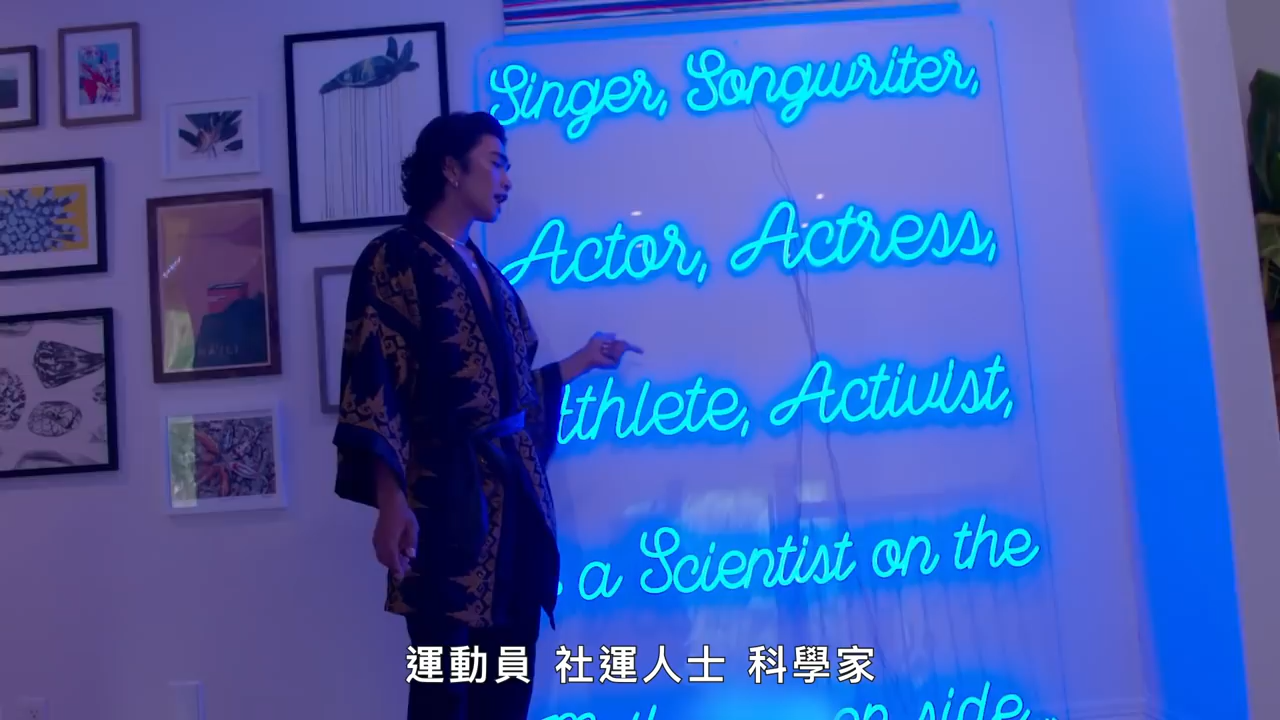 Singer, Songwriter,
Actor, Actress,
Athlete, Activist,
a Scientist on the
on side
運動員 社運人士 科學家